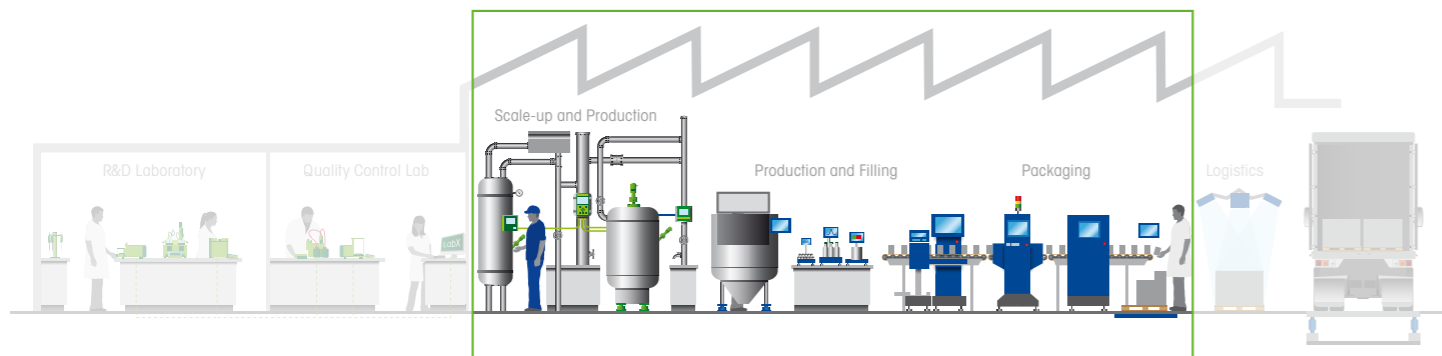 Scale-up and Production
R&D Laboratory
Quality Control Lab
Production and Filling
Packaging
Logistics
LabX